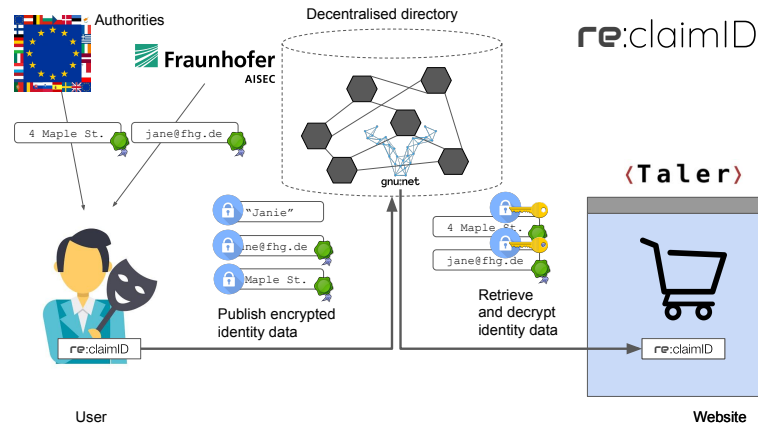 Authorities
Decentralised directory
re:claimID
Fraunhofer
AISEC
4 Maple St.
jane@fhg.de
gnu:net
⟨Taler⟩
"Janie"
ne@fhg.de
Maple St.
4 Maple St.
jane@fhg.de
Publish encrypted
identity data
Retrieve
and decrypt
identity data
re:claimID
re:claimID
User
Website